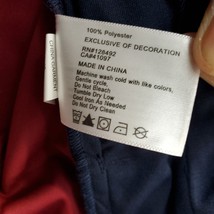 100% Polyester
EXCLUSIVE OF DECORATION
RN#128492
CA#41097
MADE IN CHINA
Machine wash cold with like colors,
Gentle cycle,
Do Not Bleach
Tumble Dry Low
Cool Iron As Needed
Do Not Dry Clean